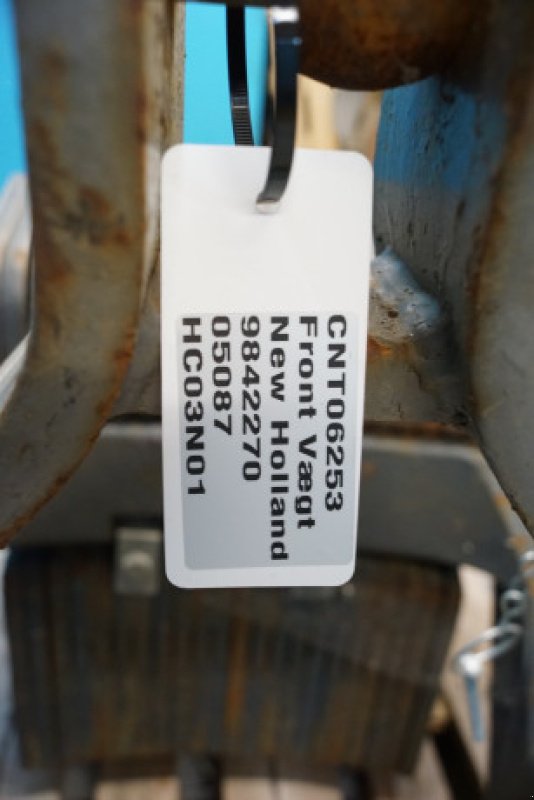 CNT06253
Front Vægt
New Holland
9842270
05087
HC03N01